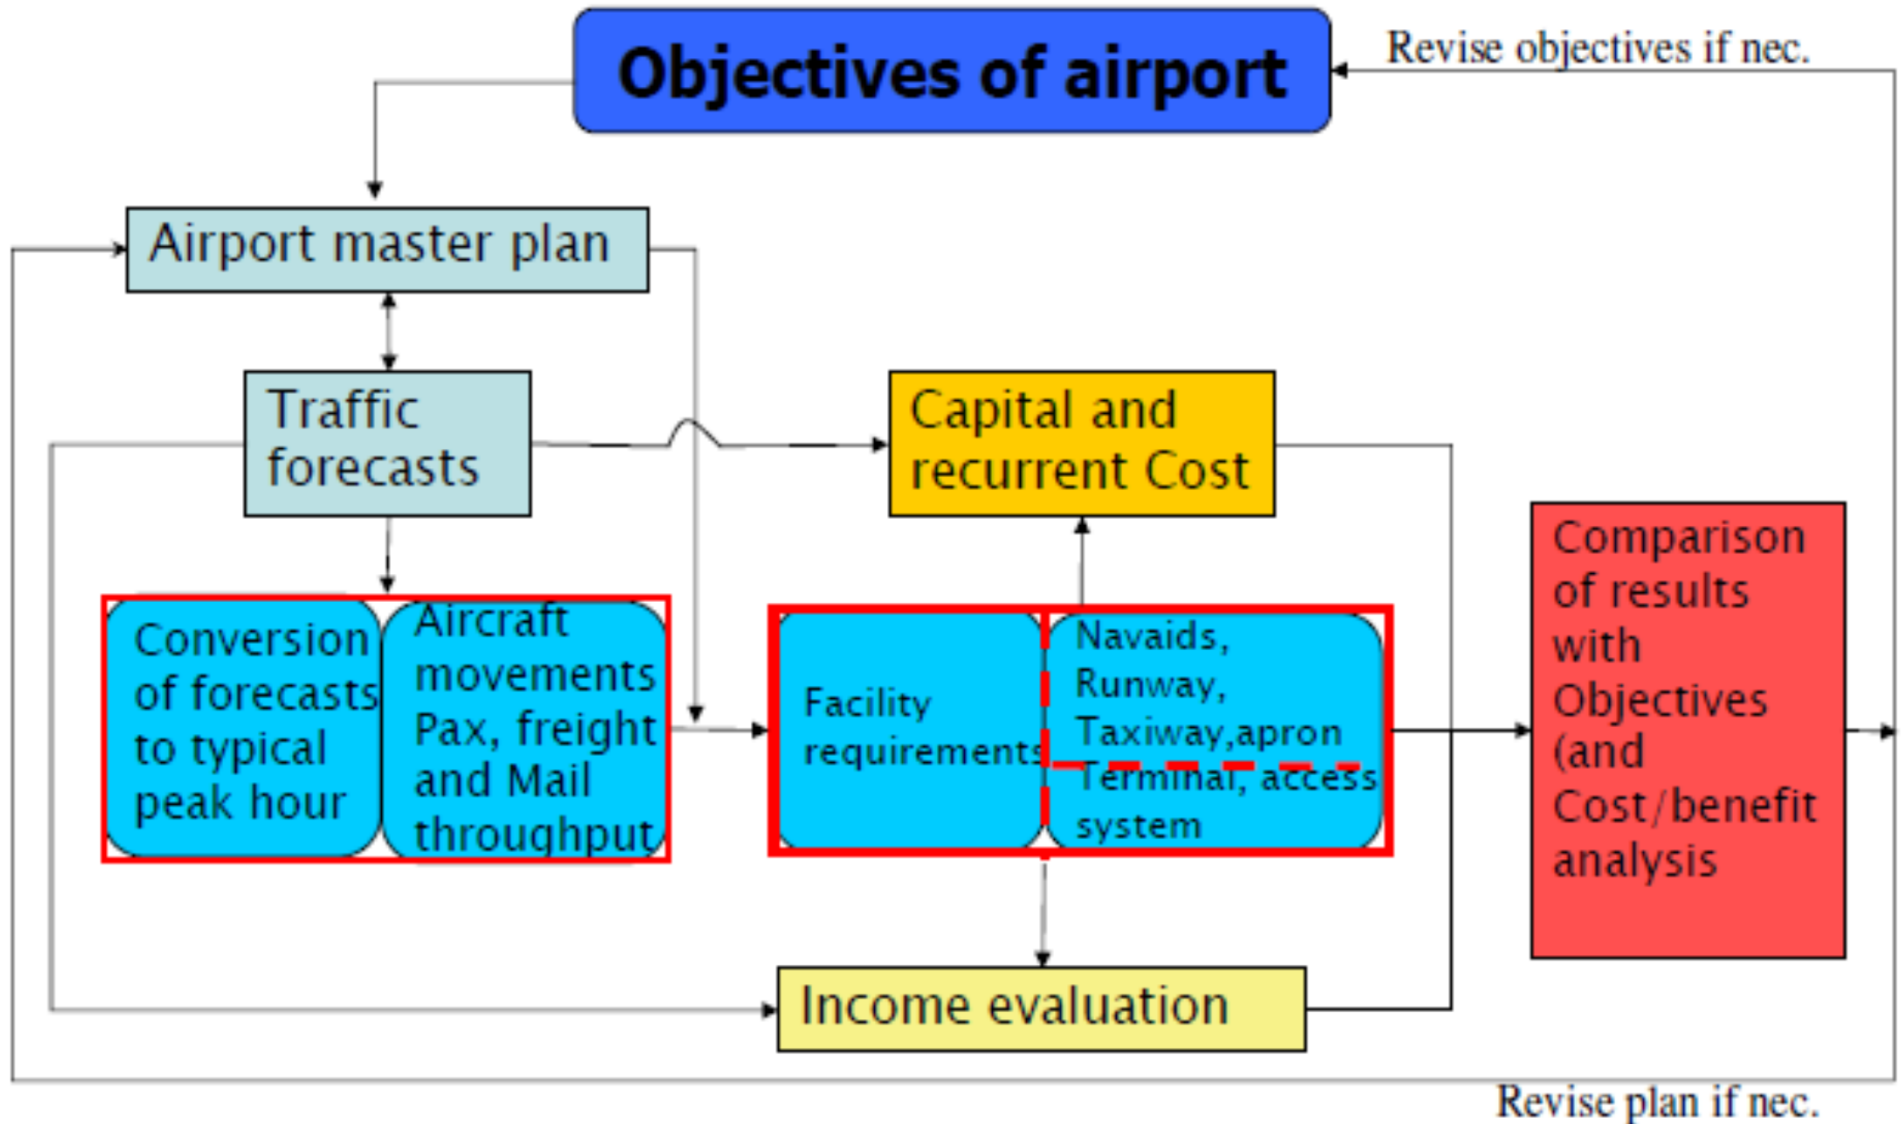 Objectives of airport
Revise objectives if nec.
Airport master plan
Traffic
forecasts
Capital and
recurrent Cost
Conversion
of forecasts
to typical
peak hour
Aircraft
movements
Pax, freight
and Mail
throughput
Facility
requirements
Navaids,
Runway,
Taxiway,apron
Terminal, access
system
Comparison
of results
with
Objectives
(and
Cost/benefit
analysis
Income evaluation
Revise plan if nec.